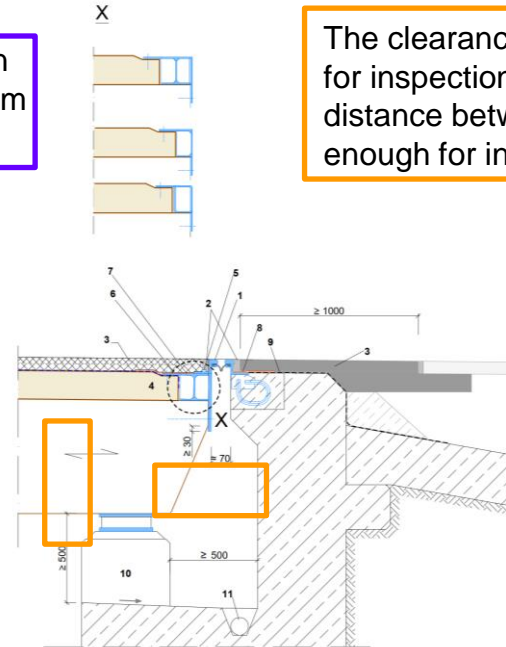 X
n
m
The clearanc
for inspection
distance betw
enough for in
7
6
5
2
1
8
9
≥ 1000
3
3
4
X
≥ 30
≈ 70
≥ 500
≥ 500
10
11